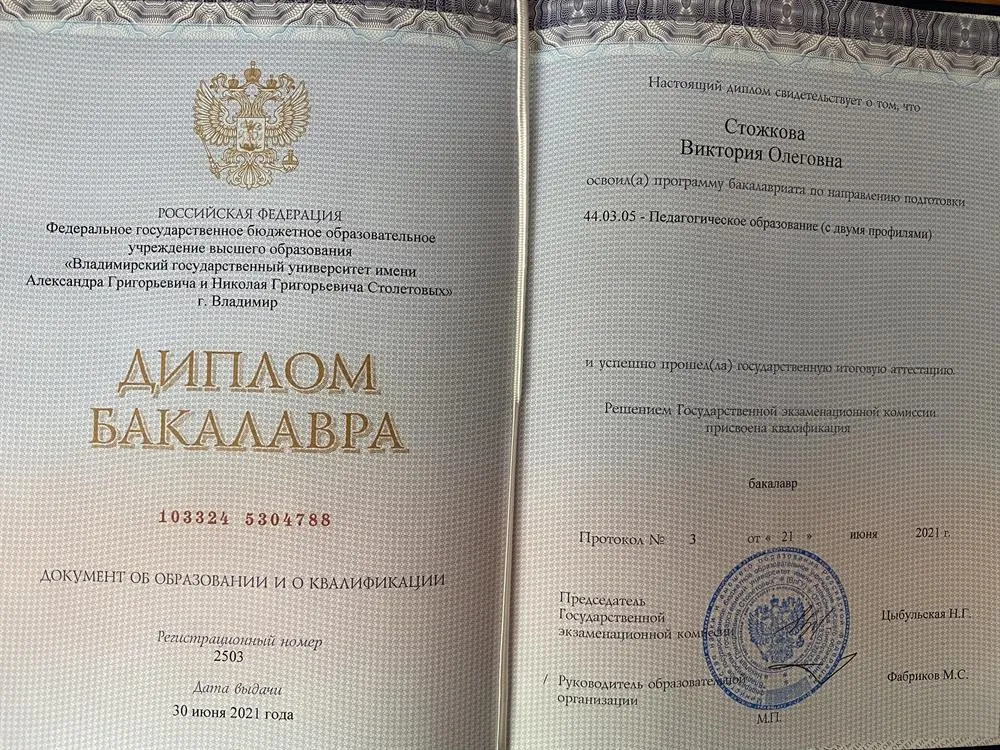 РОССИЙСКАЯ ФЕДЕРАЦИЯ
Федеральное государственное бюджетное образовательное
учреждение высшего образования
«Владимирский государственный университет имени
Александра Григорьевича и Николая Григорьевича Столетовых»
г. Владимир
ДИПЛОМ
БАКАЛАВРА
103324 5304788
ДОКУМЕНТ ОБ ОБРАЗОВАНИИ И О КВАЛИФИКАЦИИ
Регистрационный номер
2503
Дата выдачи
30 июня 2021 года
Настоящий диплом свидетельствует о том, что
Стожкова
Виктория Олеговна
освоил(а) программу бакалавриата по направлению подготовки
44.03.05 - Педагогическое образование (с двумя профилями)
и успешно прошел(ла) государственную итоговую аттестацию.
Решением Государственной экзаменационной комиссии
присвоена квалификация
бакалавр
Протокол № 3 от « 21 » июня 2021 г.
Председатель
Государственной
экзаменационной комиссии
Цыбульская Н.Г.
/ Руководитель образовательной
организации
Фабриков М.С.
М.П.